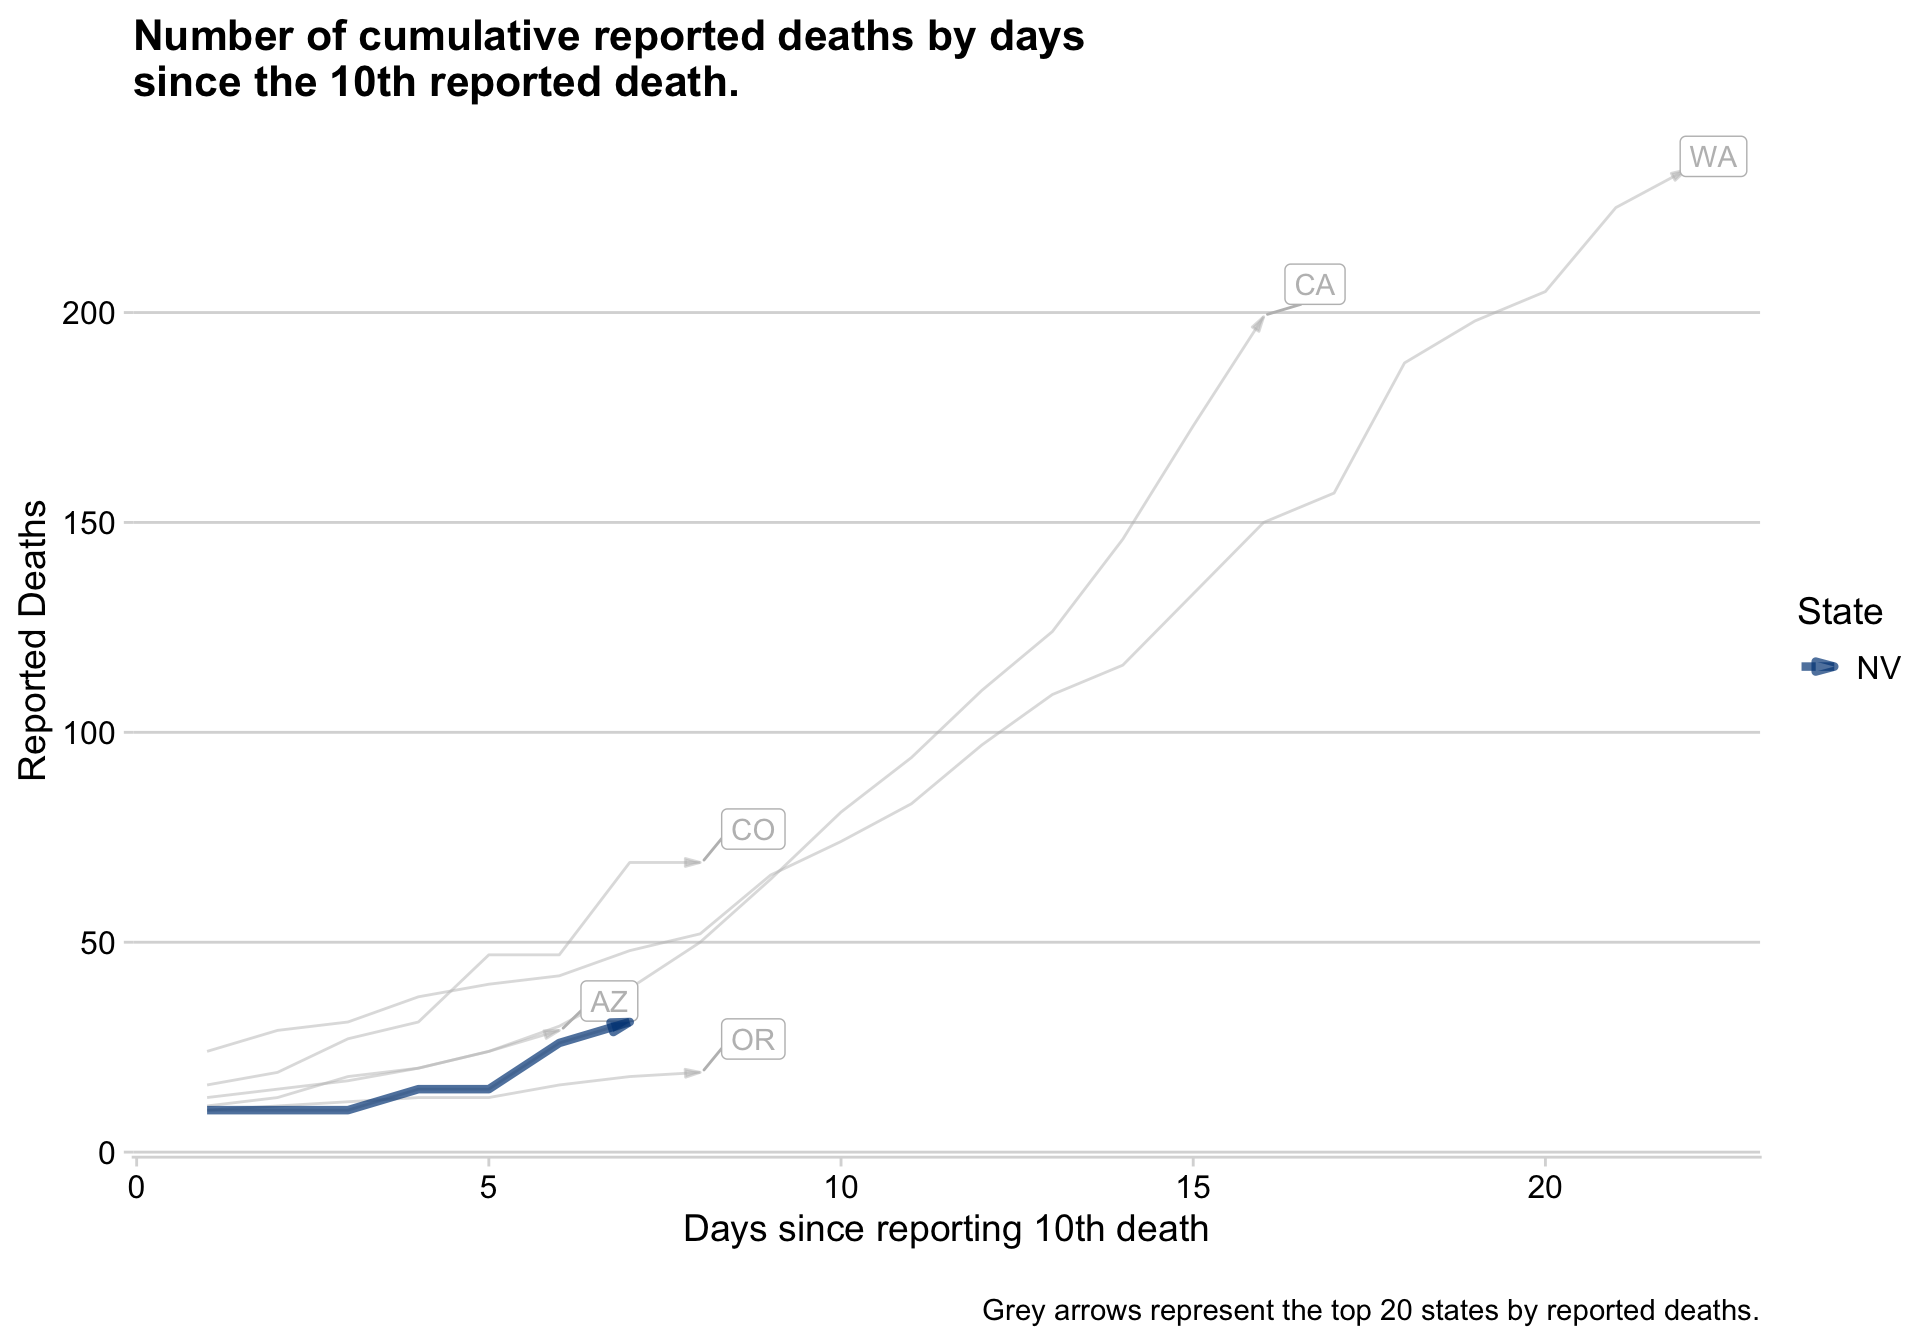 Number of cumulative reported deaths by days
since the 10th reported death.
WA
CA
200
150
Reported Deaths
State
NV
100
CO
50
AZ
OR
0
0 5 10 15 20
Days since reporting 10th death
Grey arrows represent the top 20 states by reported deaths.